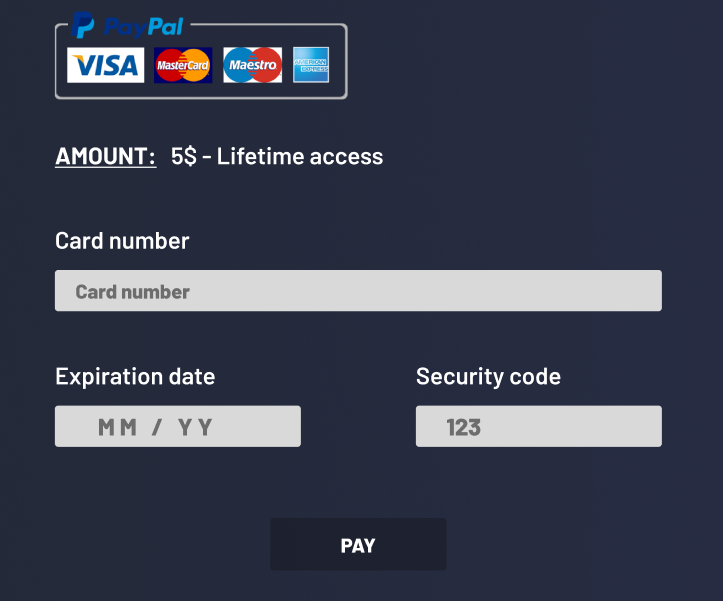 PayPal
VISA MasterCard Maestro AMERICAN EXPRESS
AMOUNT: 5$ - Lifetime access
Card number
Card number
Expiration date Security code
MM / YY 123
PAY